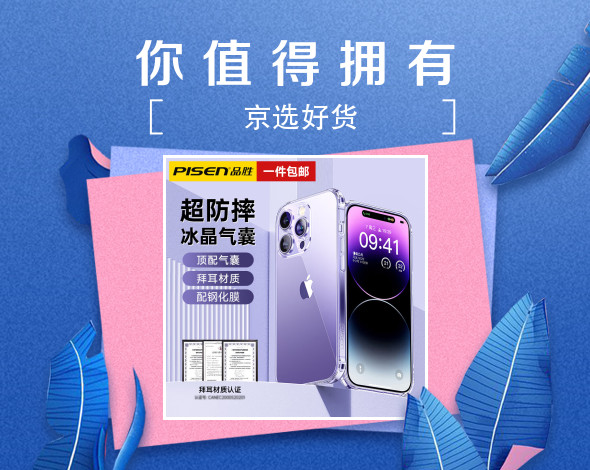 你值得拥有
京选好货
PISEN品胜 一件包邮
超防摔
冰晶气囊
顶配气囊
拜耳材质
配钢化膜
09:41
拜耳材质认证